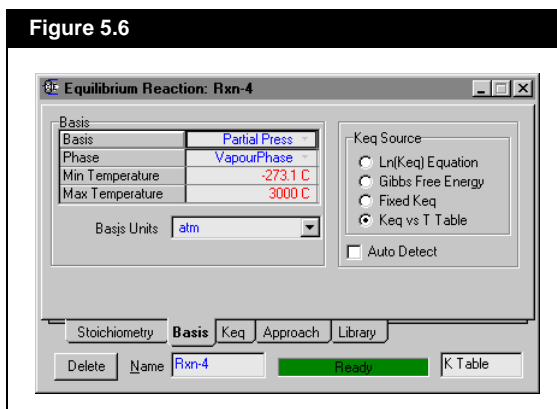 Figure 5.6
Equilibrium Reaction: Rxn-4
Basis
Basis Partial Press
Phase VapourPhase
Min Temperature -273.1 C
Max Temperature 3000 C
Basis Units atm
Keq Source
Ln(Keq) Equation
Gibbs Free Energy
Fixed Keq
Keq vs T Table
Auto Detect
Stoichiometry Basis Keq Approach Library
Delete Name Rxn-4 Ready K Table